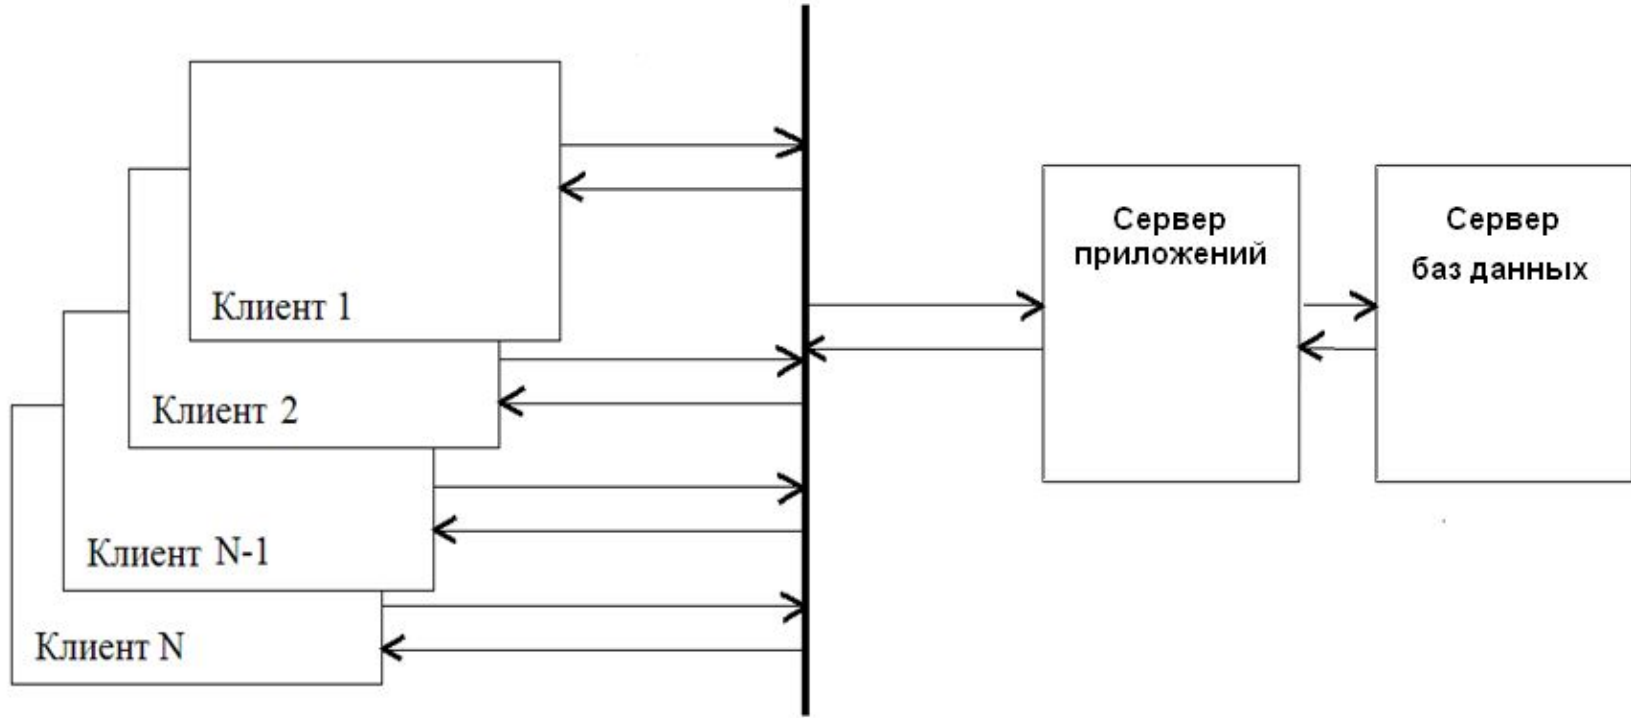 Клиент 1
Клиент 2
Клиент N-1
Клиент N
Сервер
приложений
Сервер
баз данных